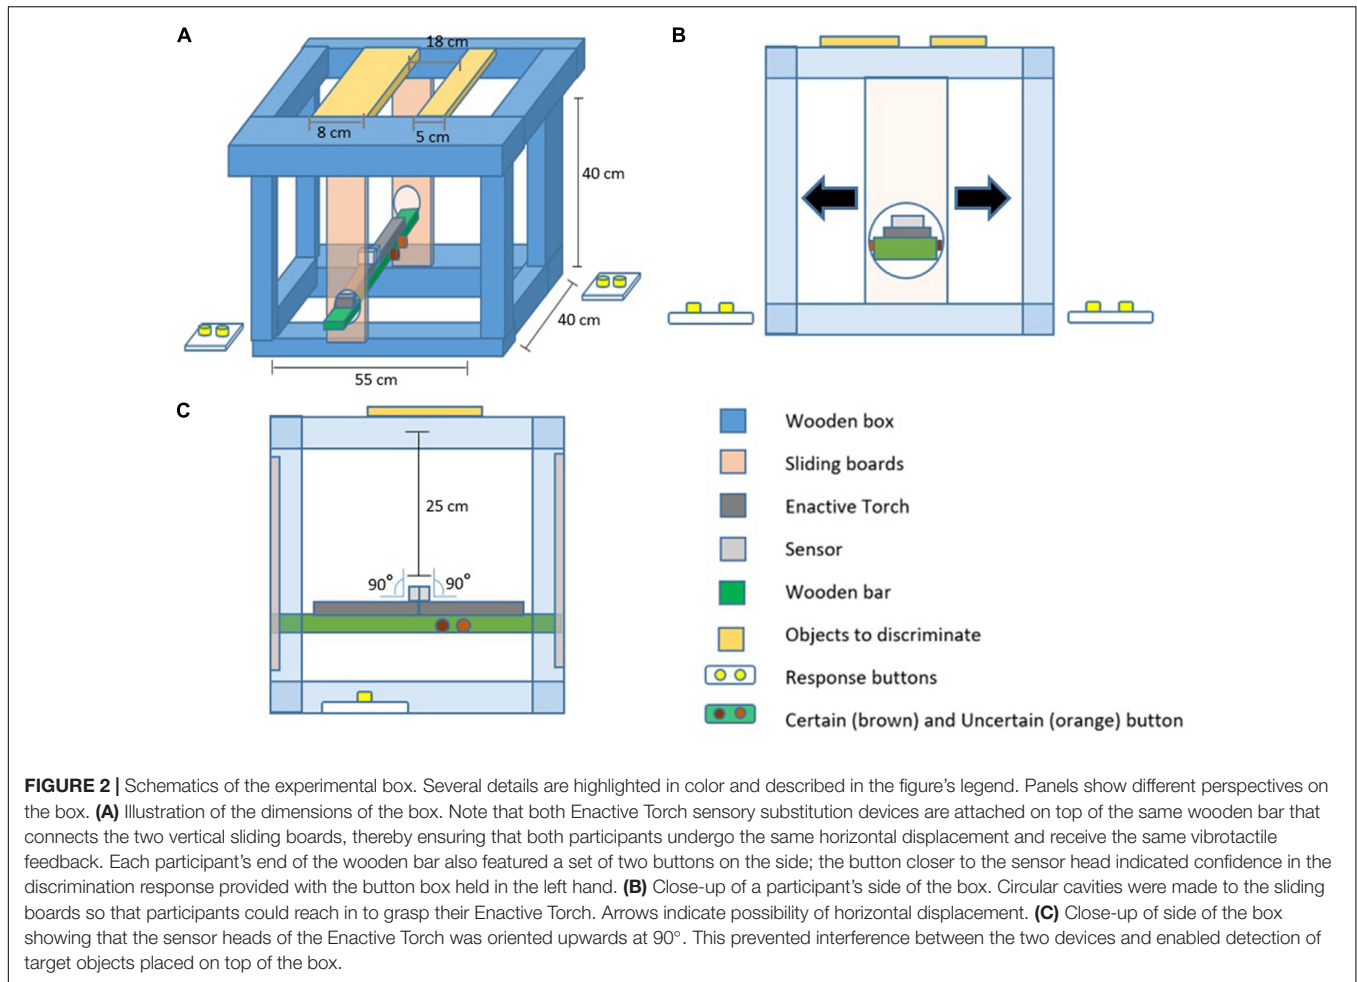 A
18 cm
8 cm
5 cm
40 cm
40 cm
55 cm
B
C
25 cm
90° 90°
Wooden box
Sliding boards
Enactive Torch
Sensor
Wooden bar
Objects to discriminate
Response buttons
Certain (brown) and Uncertain (orange) button
FIGURE 2 | Schematics of the experimental box. Several details are highlighted in color and described in the figure’s legend. Panels show different perspectives on
the box. (A) Illustration of the dimensions of the box. Note that both Enactive Torch sensory substitution devices are attached on top of the same wooden bar that
connects the two vertical sliding boards, thereby ensuring that both participants undergo the same horizontal displacement and receive the same vibrotactile
feedback. Each participant’s end of the wooden bar also featured a set of two buttons on the side; the button closer to the sensor head indicated confidence in the
discrimination response provided with the button box held in the left hand. (B) Close-up of a participant’s side of the box. Circular cavities were made to the sliding
boards so that participants could reach in to grasp their Enactive Torch. Arrows indicate possibility of horizontal displacement. (C) Close-up of side of the box
showing that the sensor heads of the Enactive Torch was oriented upwards at 90°. This prevented interference between the two devices and enabled detection of
target objects placed on top of the box.